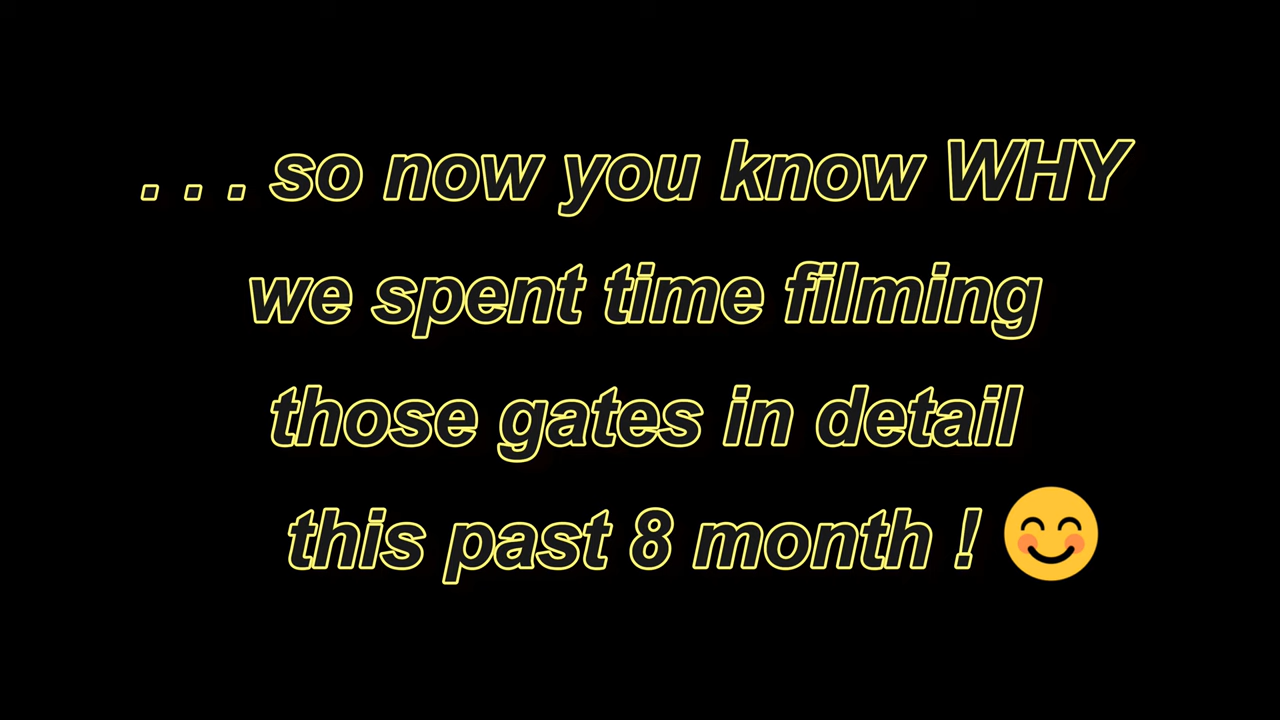 . . . so now you know WHY
we spent time filming
those gates in detail
this past 8 month ! 😊